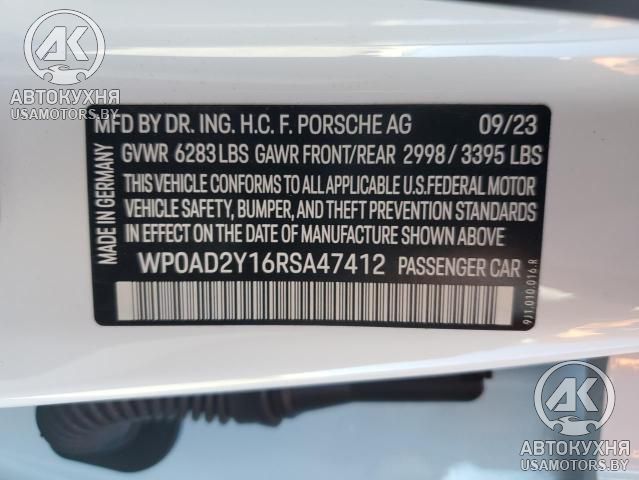 AK
АВТОКУХНЯ
USAMOTORS.BY
MFD BY DR. ING. H.C. F. PORSCHE AG 09/23
GVWR 6283 LBS GAWR FRONT/REAR 2998 / 3395 LBS
THIS VEHICLE CONFORMS TO ALL APPLICABLE U.S. FEDERAL MOTOR
VEHICLE SAFETY, BUMPER, AND THEFT PREVENTION STANDARDS
IN EFFECT ON THE DATE OF MANUFACTURE SHOWN ABOVE.
WP0AD2Y16RSA47412 PASSENGER CAR
MADE IN GERMANY
9J1.010.016.R
AK
АВТОКУХНЯ
USAMOTORS.BY